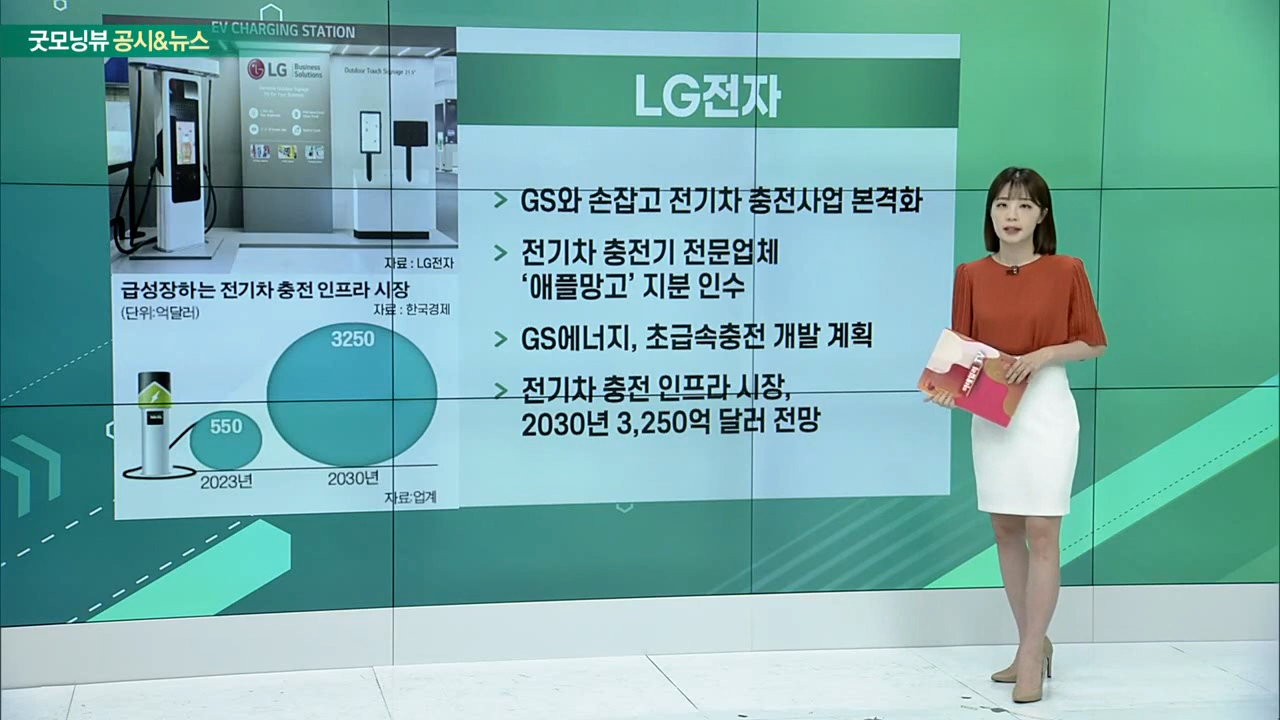 굿모닝뷰 공시&뉴스
EV CHARGING STATION
LG Business Solutions
Outdoor Touch Signage 21.5"
자료 : LG전자
급성장하는 전기차 충전 인프라 시장
(단위:억달러)
자료 : 한국경제
3250
550
2023년
2030년
자료:업계
LG전자
> GS와 손잡고 전기차 충전사업 본격화
> 전기차 충전기 전문업체
‘애플망고’ 지분 인수
> GS에너지, 초급속충전 개발 계획
> 전기차 충전 인프라 시장,
2030년 3,250억 달러 전망